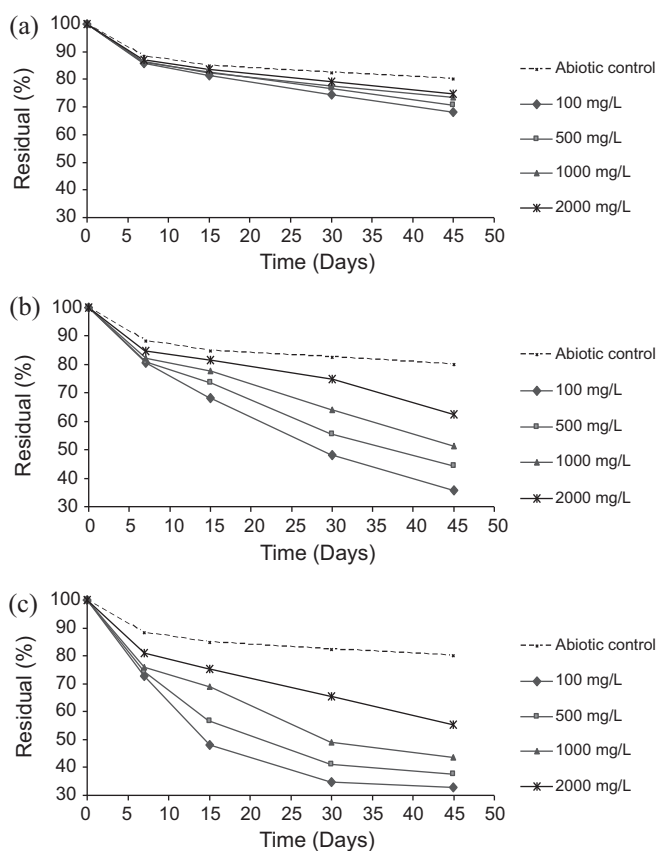 (a)
100
90
80
70
60
50
40
30
Residual (%)
0 5 10 15 20 25 30 35 40 45 50
Time (Days)
Abiotic control
100 mg/L
500 mg/L
1000 mg/L
2000 mg/L
(b)
100
90
80
70
60
50
40
30
Residual (%)
0 5 10 15 20 25 30 35 40 45 50
Time (Days)
Abiotic control
100 mg/L
500 mg/L
1000 mg/L
2000 mg/L
(c)
100
90
80
70
60
50
40
30
Residual (%)
0 5 10 15 20 25 30 35 40 45 50
Time (Days)
Abiotic control
100 mg/L
500 mg/L
1000 mg/L
2000 mg/L